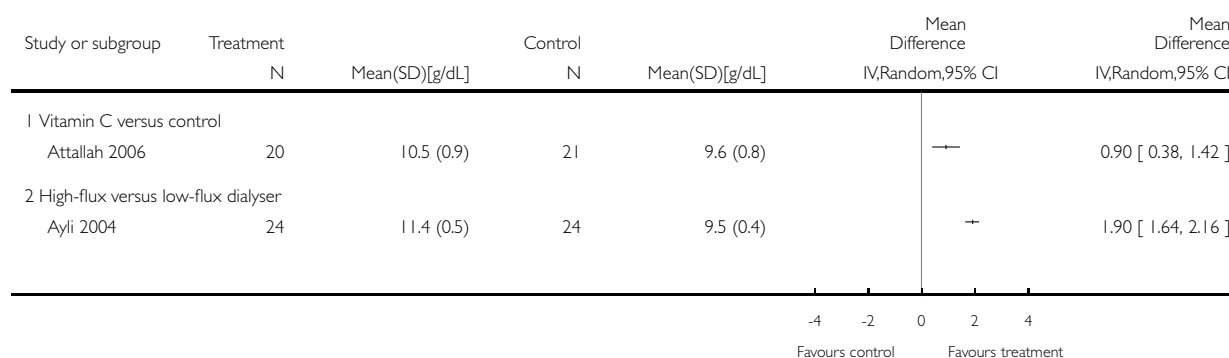 Mean Mean
Study or subgroup Treatment Control Difference Difference
N Mean(SD)[g/dL] N Mean(SD)[g/dL] IV,Random,95% CI IV,Random,95% CI
1 Vitamin C versus control
Attallah 2006 20 10.5 (0.9) 21 9.6 (0.8) 0.90 [ 0.38, 1.42 ]
2 High-flux versus low-flux dialyser
Ayli 2004 24 11.4 (0.5) 24 9.5 (0.4) 1.90 [ 1.64, 2.16 ]
-4 -2 0 2 4
Favours control Favours treatment